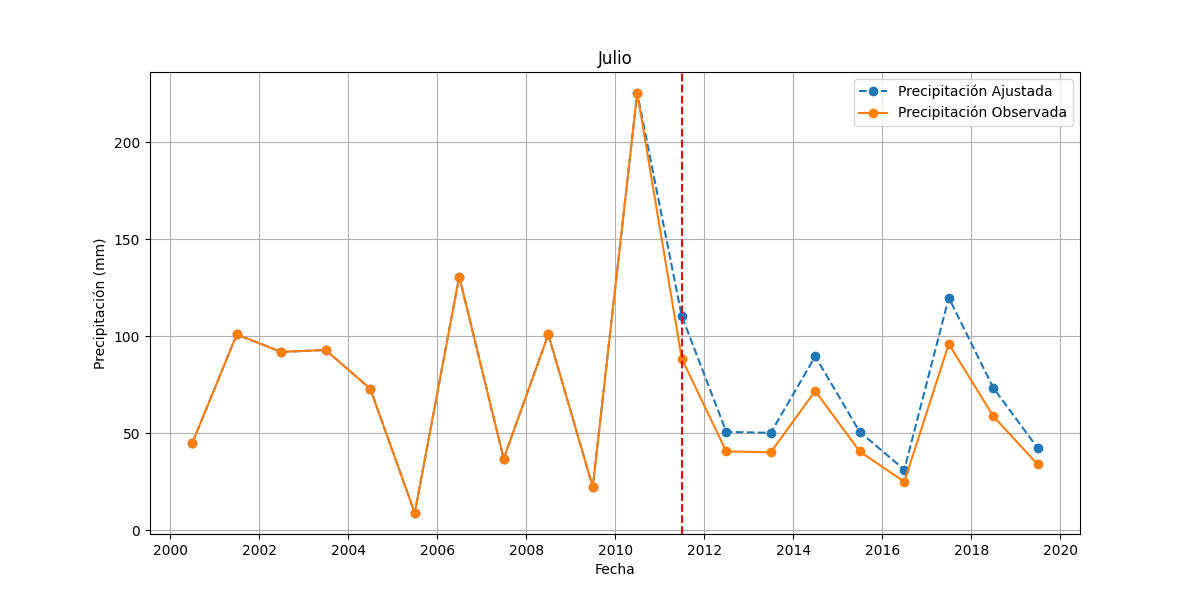 Julio
Precipitación Ajustada
Precipitación Observada
Precipitación (mm)
200
150
100
50
0
2000 2002 2004 2006 2008 2010 2012 2014 2016 2018 2020
Fecha